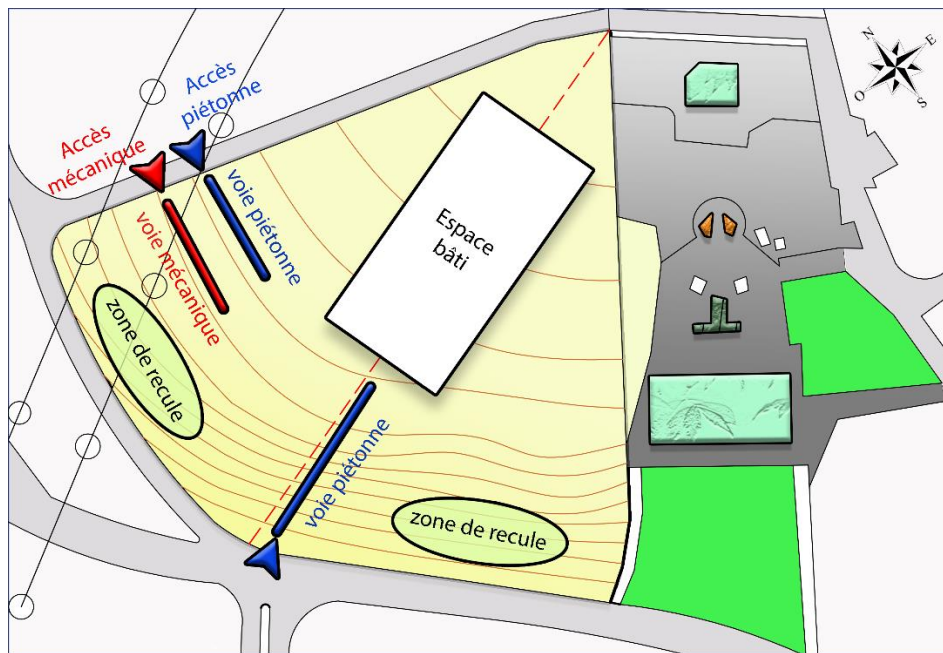 Accès
piétonne
Accès
mécanique
N
E
O
S
voie piétonne
voie mécanique
Espace
bâti
zone de recule
voie piétonne
zone de recule